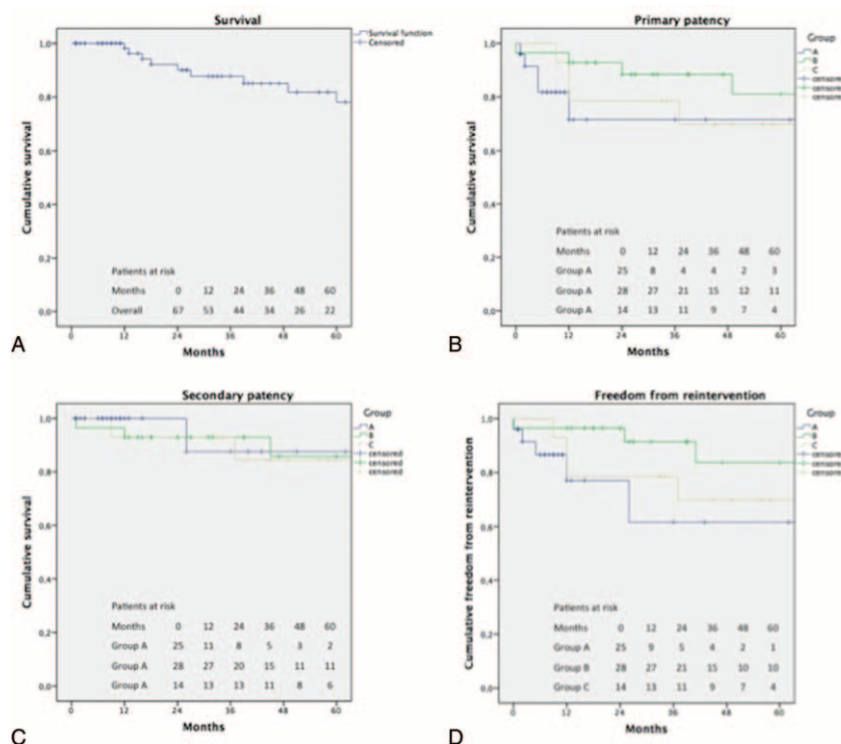 Survival
Survival function
Censored
Cumulative survival
1,0
0,8
0,6
0,4
0,2
0,0
Patients at risk
Months 0 12 24 36 48 60
Overall 67 53 44 34 26 22
0 12 24 36 48 60
Months
A
Primary patency
Group
A
B
C
censored
censored
censored
Cumulative survival
1,0
0,8
0,6
0,4
0,2
0,0
Patients at risk
Months 0 12 24 36 48 60
Group A 25 8 4 4 2 3
Group A 28 27 21 15 12 11
Group A 14 13 11 9 7 4
0 12 24 36 48 60
Months
B
Secondary patency
Group
A
B
C
censored
censored
censored
Cumulative survival
1,0
0,8
0,6
0,4
0,2
0,0
Patients at risk
Months 0 12 24 36 48 60
Group A 25 11 8 5 3 2
Group A 28 27 20 15 11 11
Group A 14 13 13 11 8 6
0 12 24 36 48 60
Months
C
Freedom from reintervention
Group
A
B
C
censored
censored
censored
Cumulative freedom from reintervention
1,0
0,8
0,6
0,4
0,2
0,0
Patients at risk
Months 0 12 24 36 48 60
Group A 25 9 5 4 2 1
Group B 28 27 21 15 10 10
Group C 14 13 11 9 7 4
0 12 24 36 48 60
Months
D